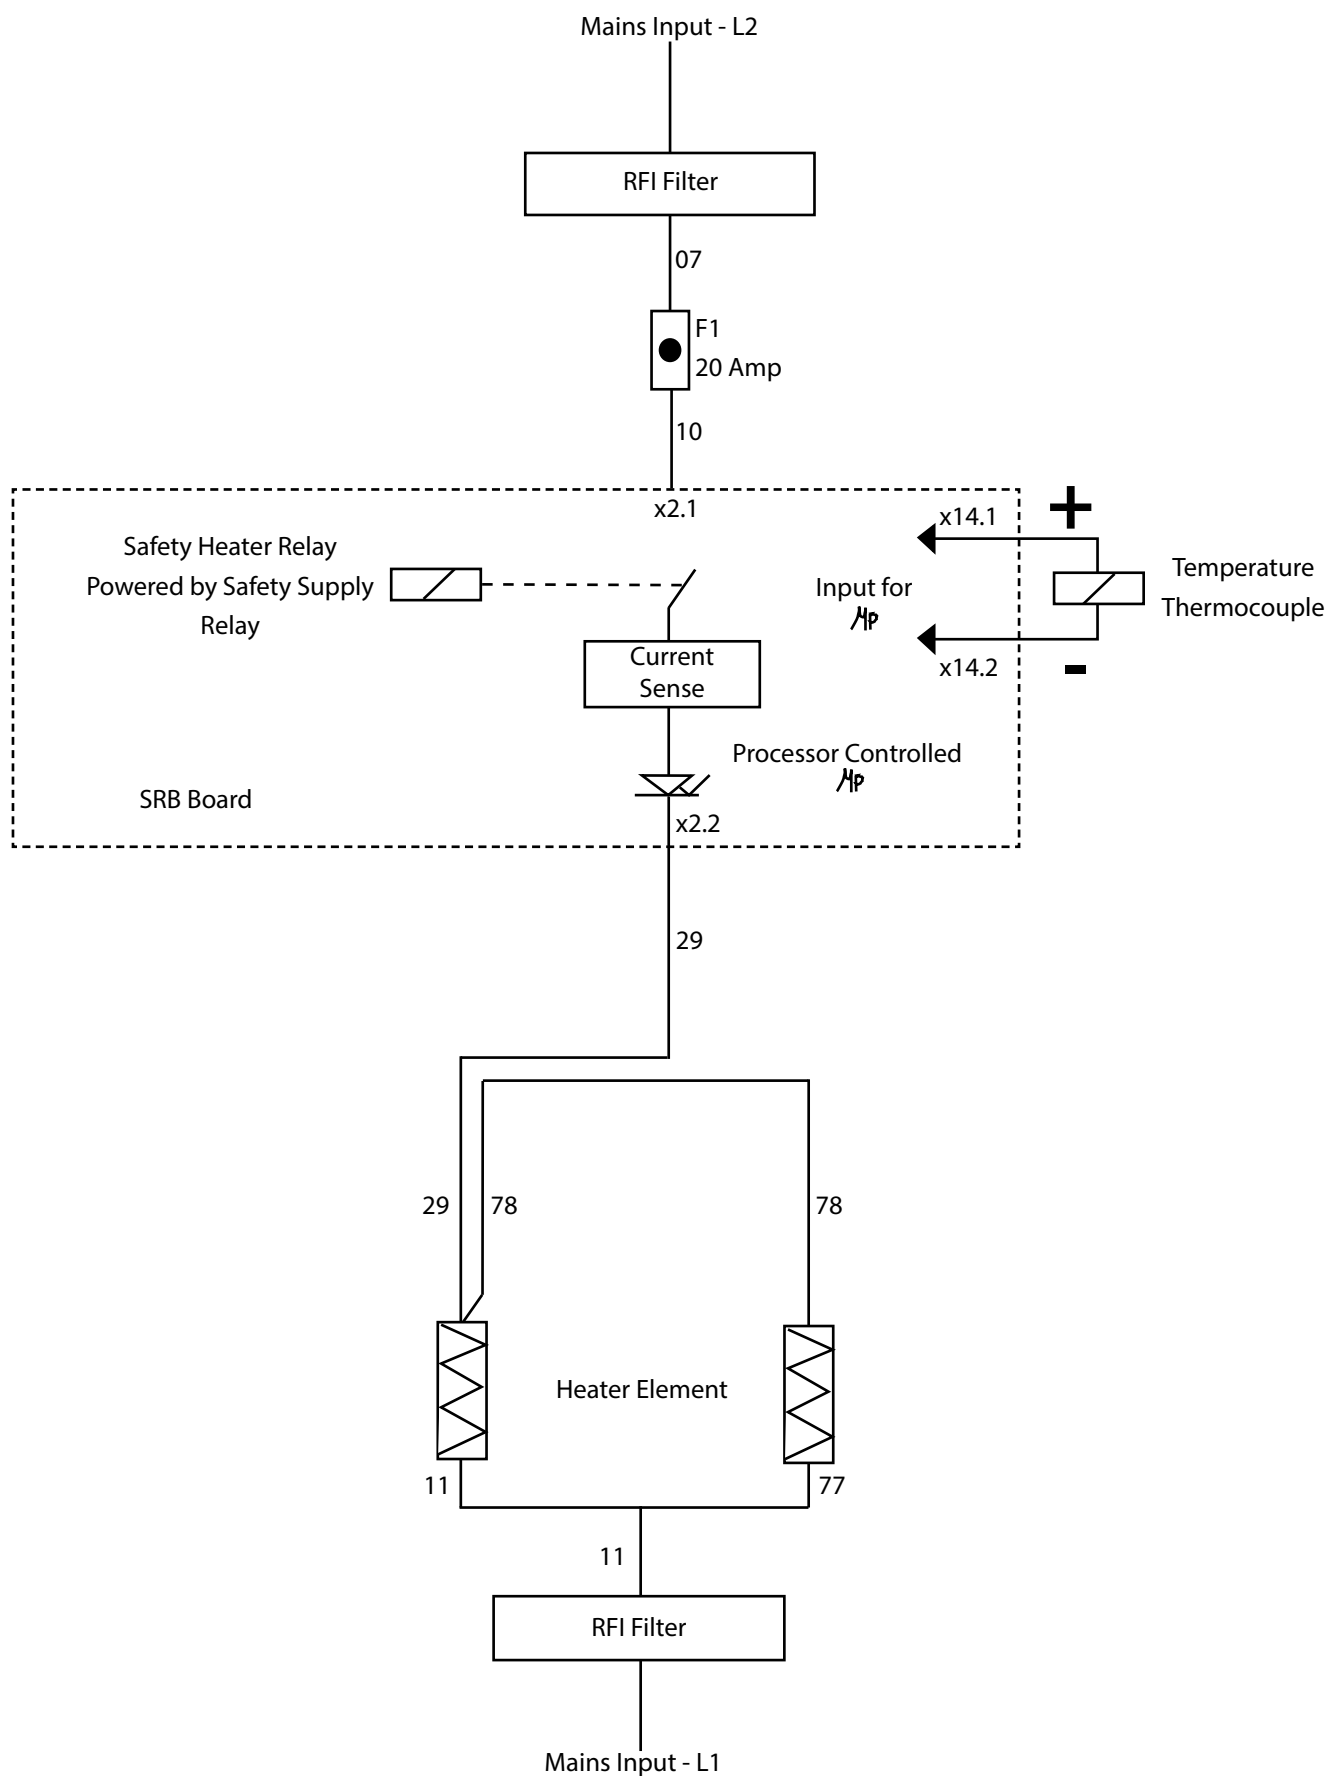 Mains Input - L2
RFI Filter
07
F1
20 Amp
10
x2.1
x14.1
+
Safety Heater Relay
Powered by Safety Supply
Relay
Input for
µp
Temperature
Thermocouple
x14.2
-
Current
Sense
Processor Controlled
µp
SRB Board
x2.2
29
29
78
78
Heater Element
11
77
11
RFI Filter
Mains Input - L1